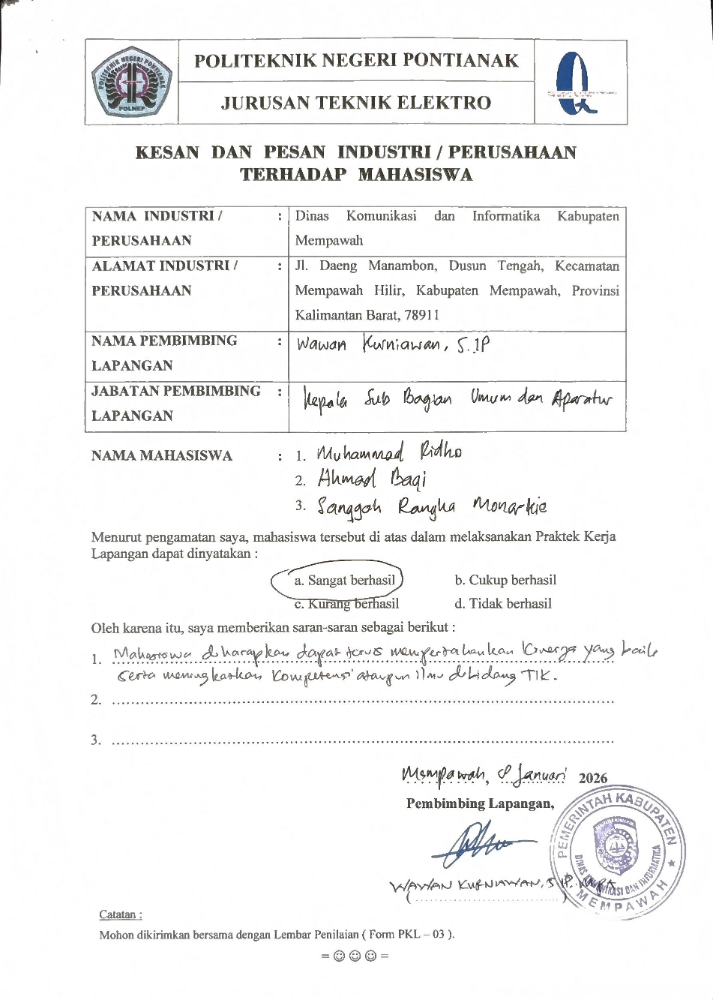 POLITEKNIK NEGERI PONTIANAK
POLNEP
POLITEKNIK NEGERI PONTIANAK
JURUSAN TEKNIK ELEKTRO
KESAN DAN PESAN INDUSTRI / PERUSAHAAN
TERHADAP MAHASISWA
NAMA INDUSTRI / : Dinas Komunikasi dan Informatika Kabupaten
PERUSAHAAN Mempawah
ALAMAT INDUSTRI / : Jl. Daeng Manambon, Dusun Tengah, Kecamatan
PERUSAHAAN Mempawah Hilir, Kabupaten Mempawah, Provinsi
Kalimantan Barat, 78911
NAMA PEMBIMBING : Wawan Kurniawan, S.IP
LAPANGAN
JABATAN PEMBIMBING : Kepala Sub Bagian Umum dan Aparatur
LAPANGAN
NAMA MAHASISWA : 1. Muhammad Ridho
2. Ahmad Baqi
3. Sanggah Rangka Monarkie
Menurut pengamatan saya, mahasiswa tersebut di atas dalam melaksanakan Praktek Kerja
Lapangan dapat dinyatakan :
a. Sangat berhasil b. Cukup berhasil
c. Kurang berhasil d. Tidak berhasil
Oleh karena itu, saya memberikan saran-saran sebagai berikut :
1. Mahasiswa diharapkan dapat terus mempertahankan kinerja yang baik
serta meningkatkan kompetensi ataupun ilmu dibidang TIK.
2.
3.
Mempawah, 8 Januari 2026
Pembimbing Lapangan,
WAWAN KURNIAWAN, S.IP.
PEMERINTAH KABUPATEN
MEMPAWAH
DINAS KOMUNIKASI DAN INFORMATIKA
Catatan :
Mohon dikirimkan bersama dengan Lembar Penilaian ( Form PKL – 03 ).
= ☺ ☺ ☺ =